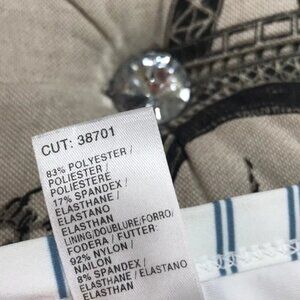 CUT: 38701
83% POLYESTER /
POLIESTER /
POLIESTERE
17% SPANDEX /
ELASTHANE /
ELASTANO
ELASTHAN
LINING/DOUBLURE/FORRO/
FODERA / FUTTER
92% NYLON /
NAILON
8% SPANDEX /
ELASTHANE / ELASTANO
ELASTHAN